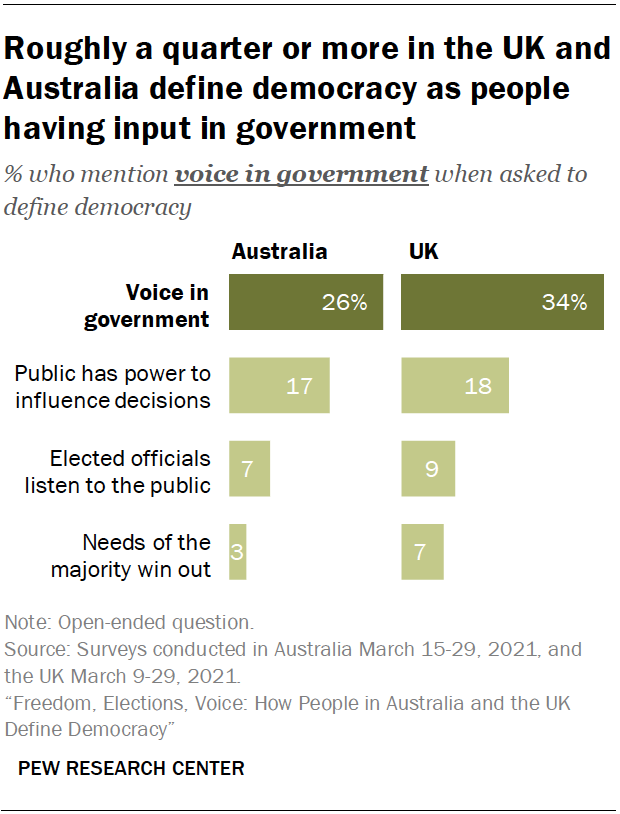 Roughly a quarter or more in the UK and
Australia define democracy as people
having input in government
% who mention voice in government when asked to
define democracy
Australia UK
Voice in
government
26% 34%
Public has power to
influence decisions
17 18
Elected officials
listen to the public
7 9
Needs of the
majority win out
3 7
Note: Open-ended question.
Source: Surveys conducted in Australia March 15-29, 2021, and
the UK March 9-29, 2021.
“Freedom, Elections, Voice: How People in Australia and the UK
Define Democracy”
PEW RESEARCH CENTER